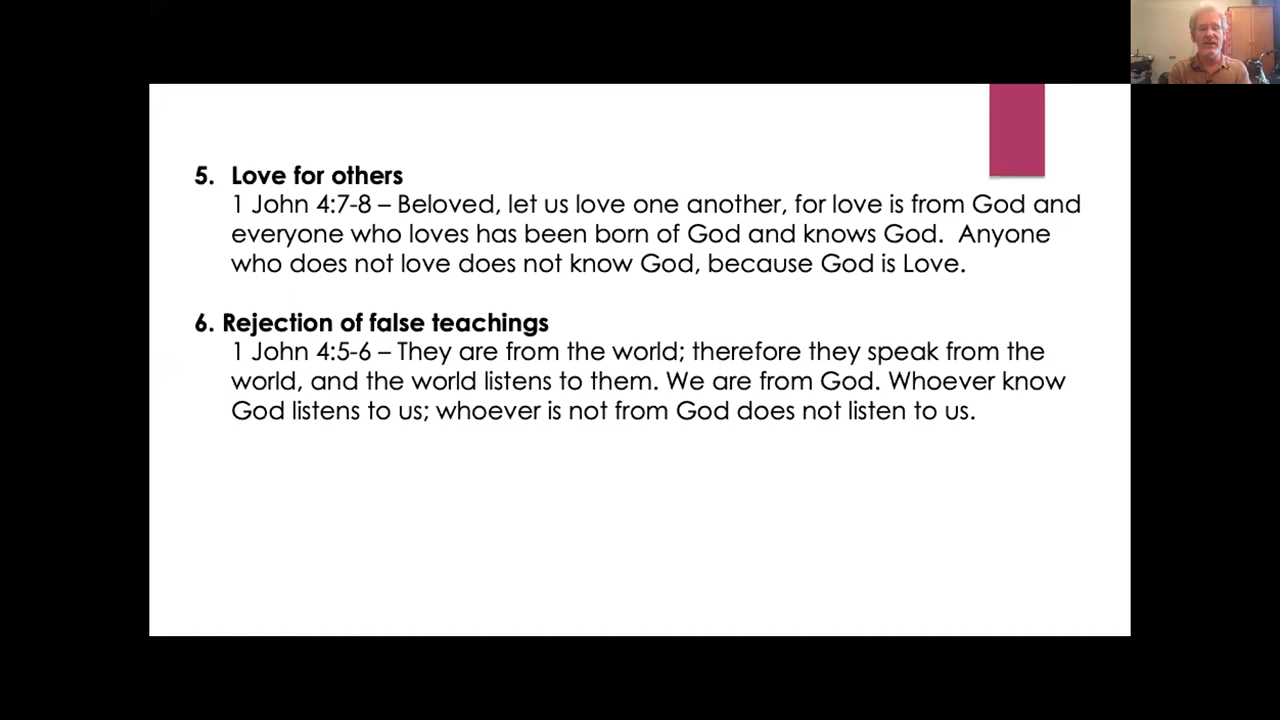 5. Love for others
1 John 4:7-8 – Beloved, let us love one another, for love is from God and
everyone who loves has been born of God and knows God.  Anyone
who does not love does not know God, because God is Love.
6. Rejection of false teachings
1 John 4:5-6 – They are from the world; therefore they speak from the
world, and the world listens to them. We are from God. Whoever know
God listens to us; whoever is not from God does not listen to us.